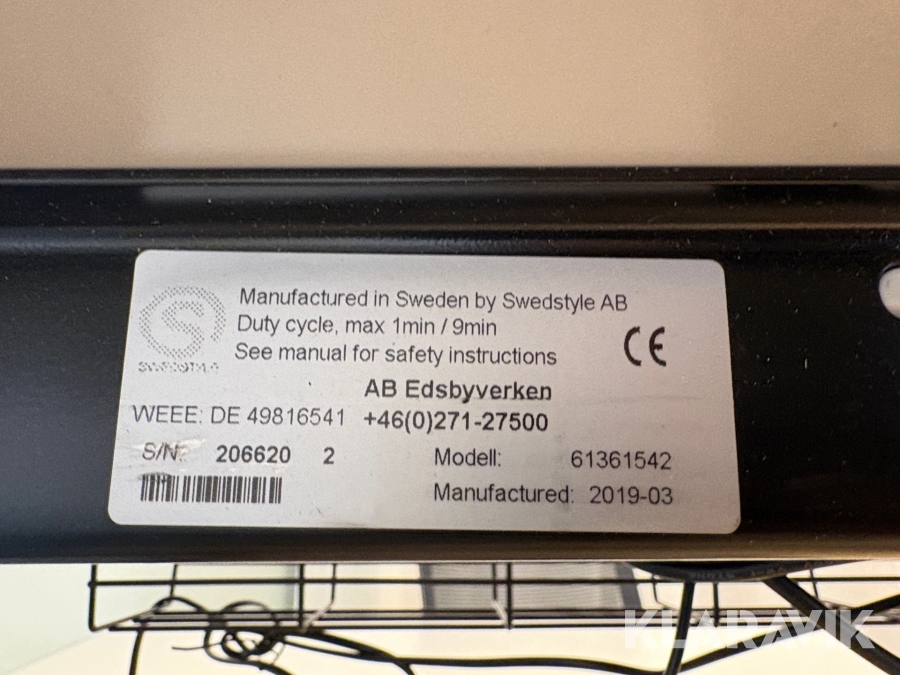 Manufactured in Sweden by Swedstyle AB
Duty cycle, max 1min / 9min
See manual for safety instructions
CE
SWEDSTYLE
AB Edsbyverken
WEEE: DE 49816541 +46(0)271-27500
S/N: 206620 2 Modell: 61361542
Manufactured: 2019-03
KLARAVIK